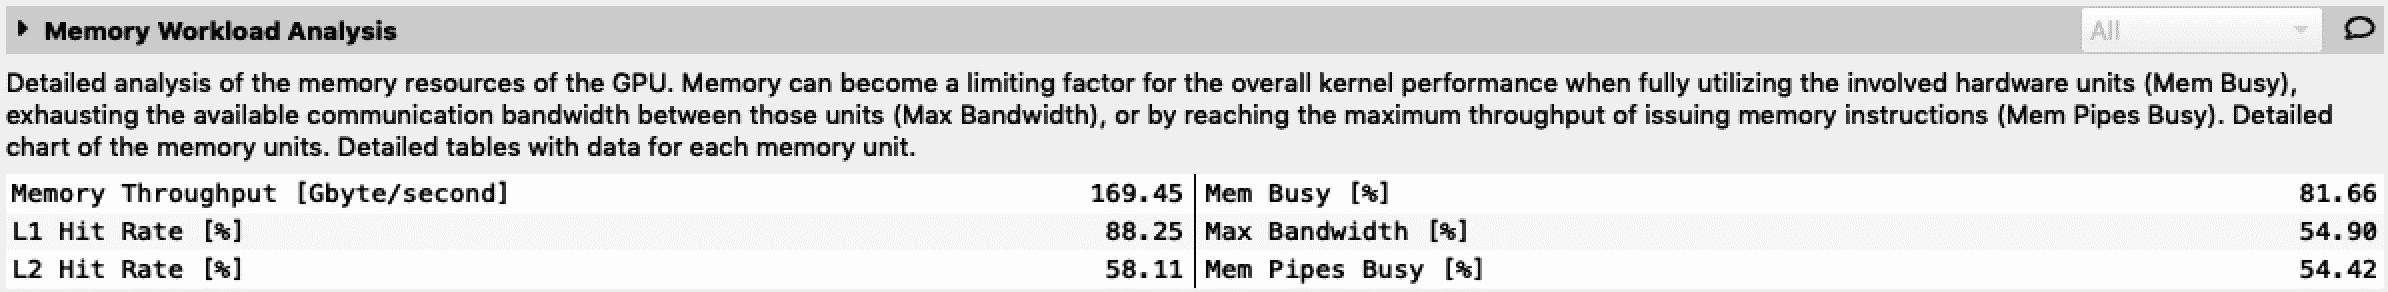 Memory Workload Analysis
All
Detailed analysis of the memory resources of the GPU. Memory can become a limiting factor for the overall kernel performance when fully utilizing the involved hardware units (Mem Busy),
exhausting the available communication bandwidth between those units (Max Bandwidth), or by reaching the maximum throughput of issuing memory instructions (Mem Pipes Busy). Detailed
chart of the memory units. Detailed tables with data for each memory unit.
Memory Throughput [Gbyte/second] 169.45 Mem Busy [%] 81.66
L1 Hit Rate [%] 88.25 Max Bandwidth [%] 54.90
L2 Hit Rate [%] 58.11 Mem Pipes Busy [%] 54.42